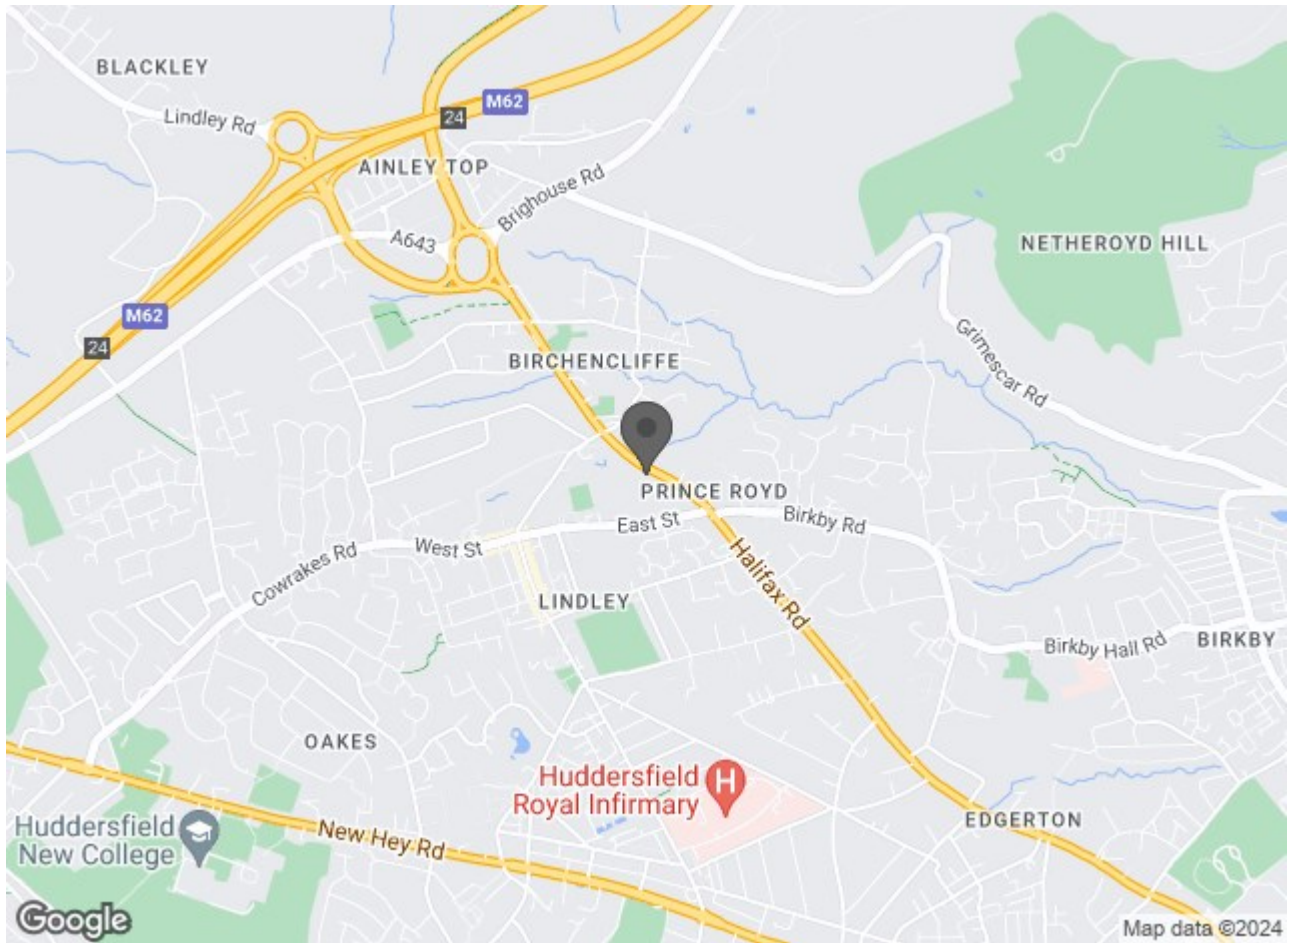 BLACKLEY
Lindley Rd
24
M62
AINLEY TOP
Brighouse Rd
A643
NETHEROYD HILL
M62
24
BIRCHENCLIFFE
Grimescar Rd
PRINCE ROYD
East St
Birkby Rd
West St
Cowrakes Rd
Halifax Rd
LINDLEY
Birkby Hall Rd
BIRKBY
OAKES
Huddersfield
Royal Infirmary
H
EDGERTON
Huddersfield
New College
New Hey Rd
Google
Map data ©2024